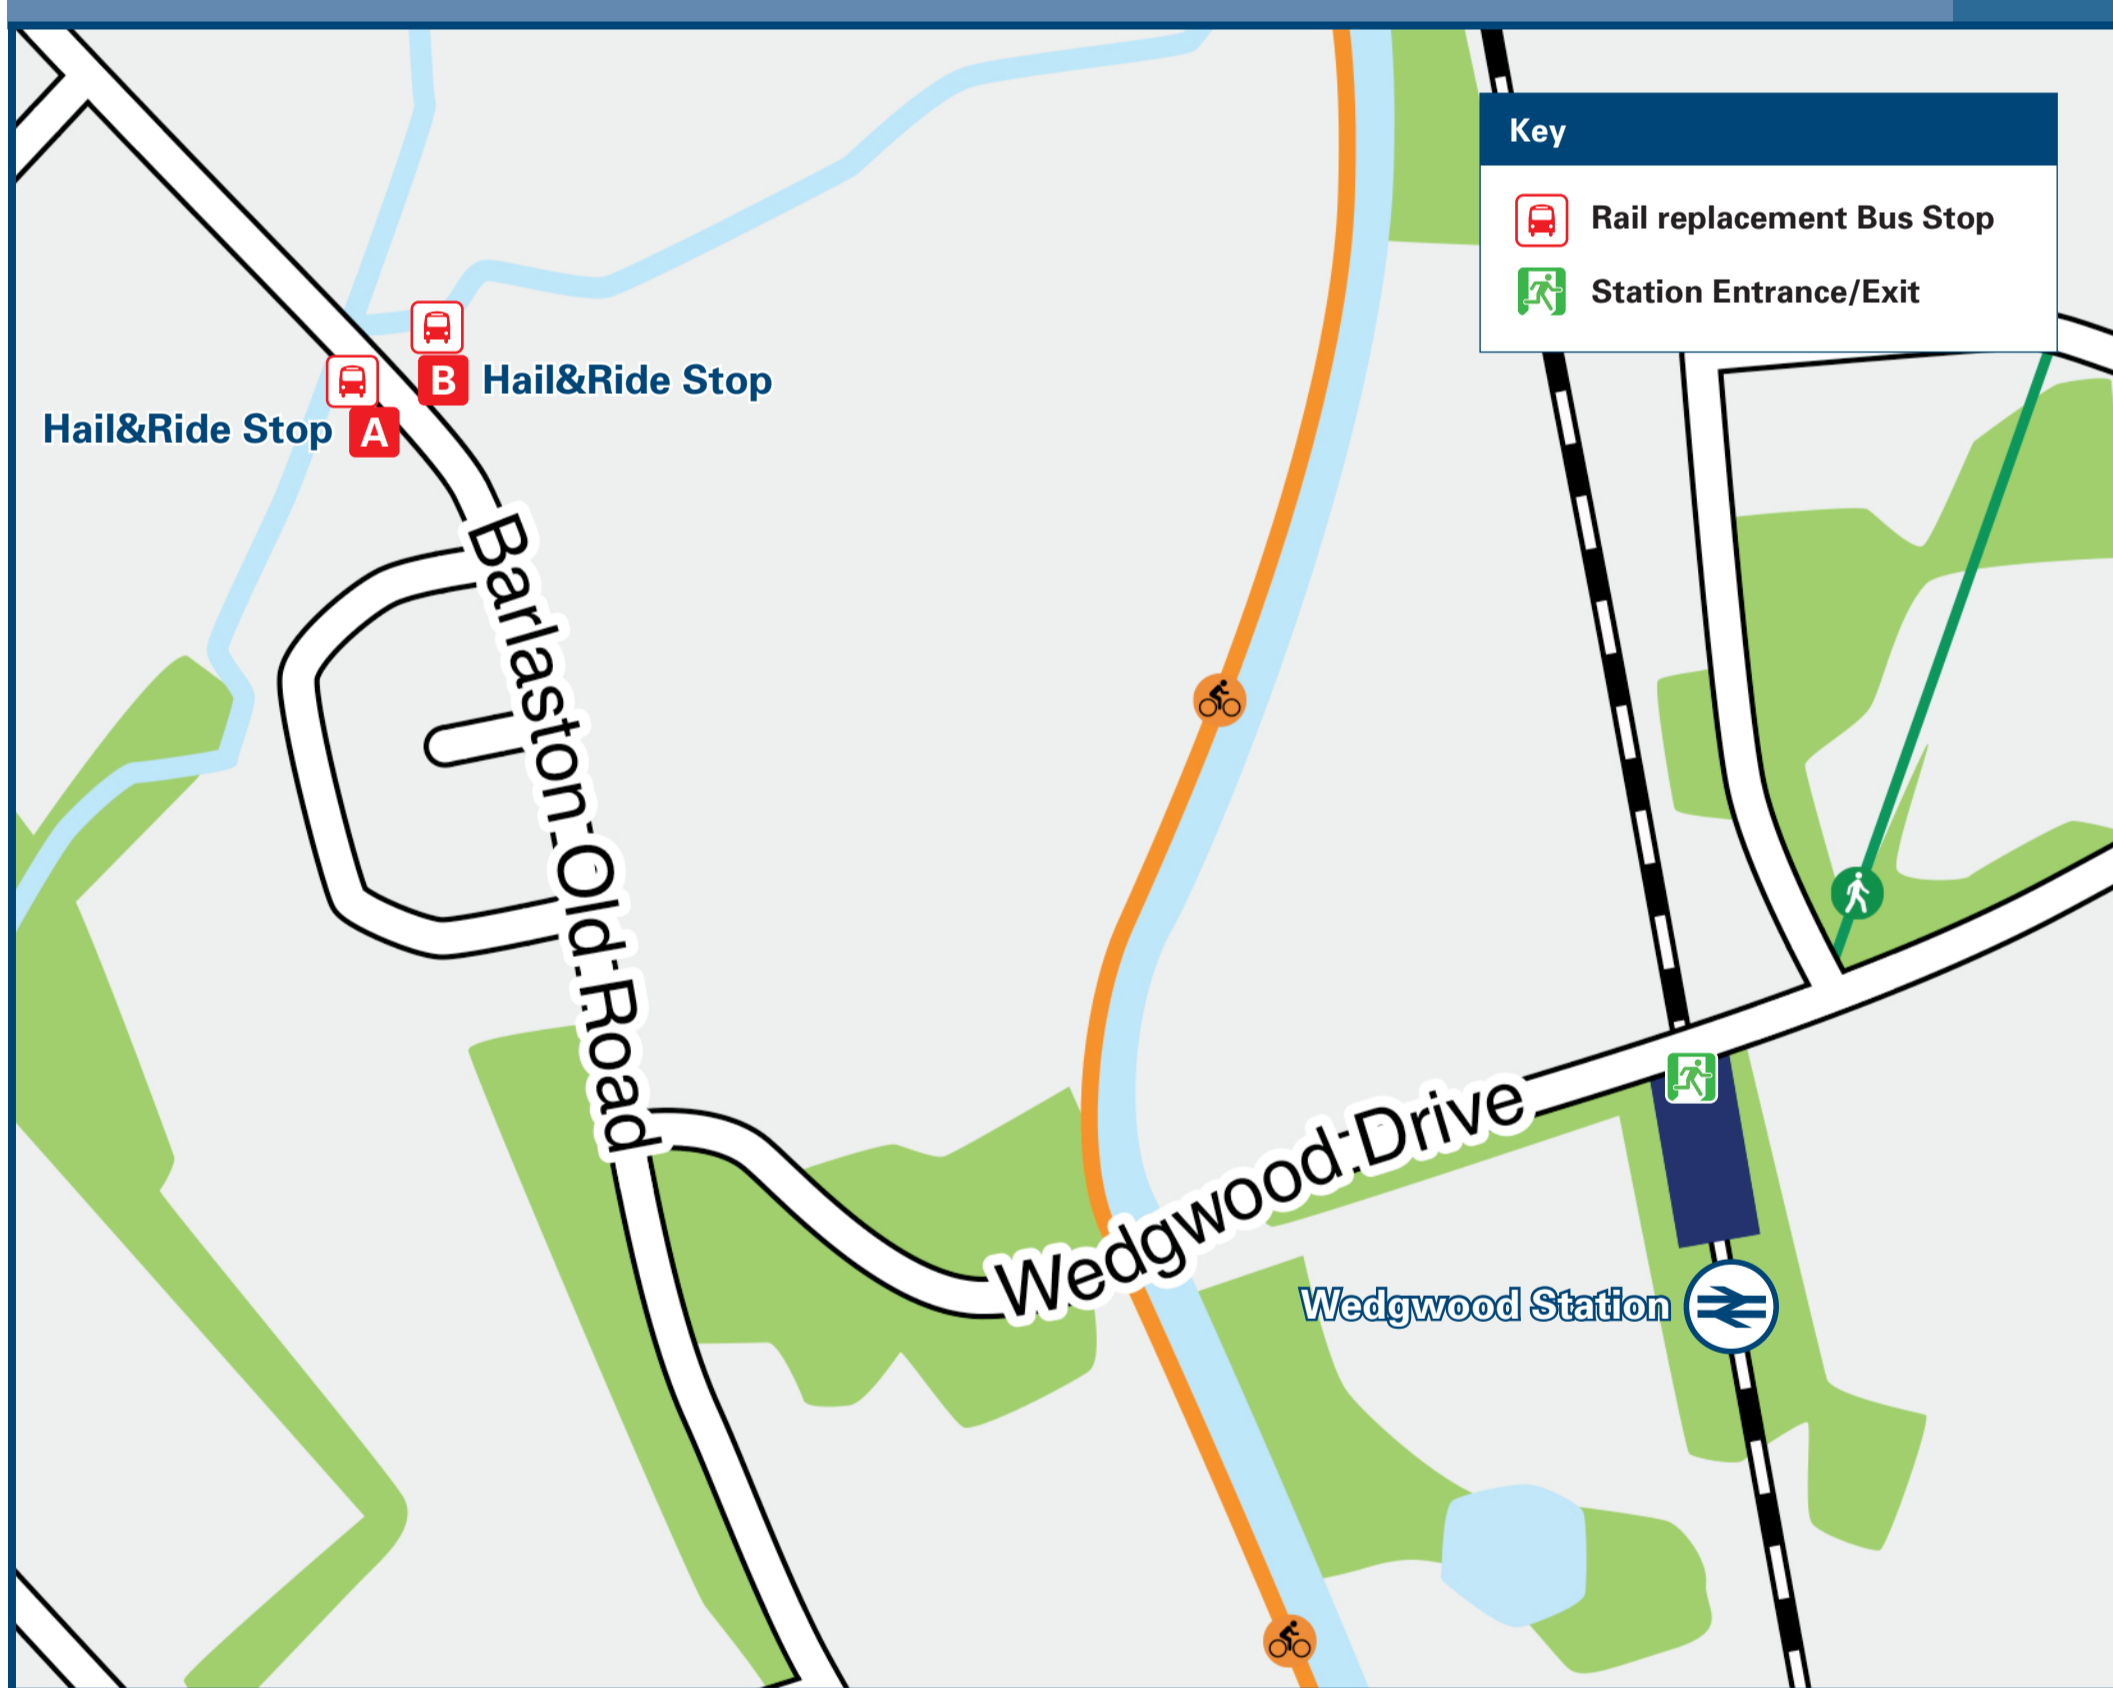 Key
Rail replacement Bus Stop
Station Entrance/Exit
B Hail&Ride Stop
Hail&Ride Stop A
Barlaston Old Road
Wedgwood Drive
Wedgwood Station